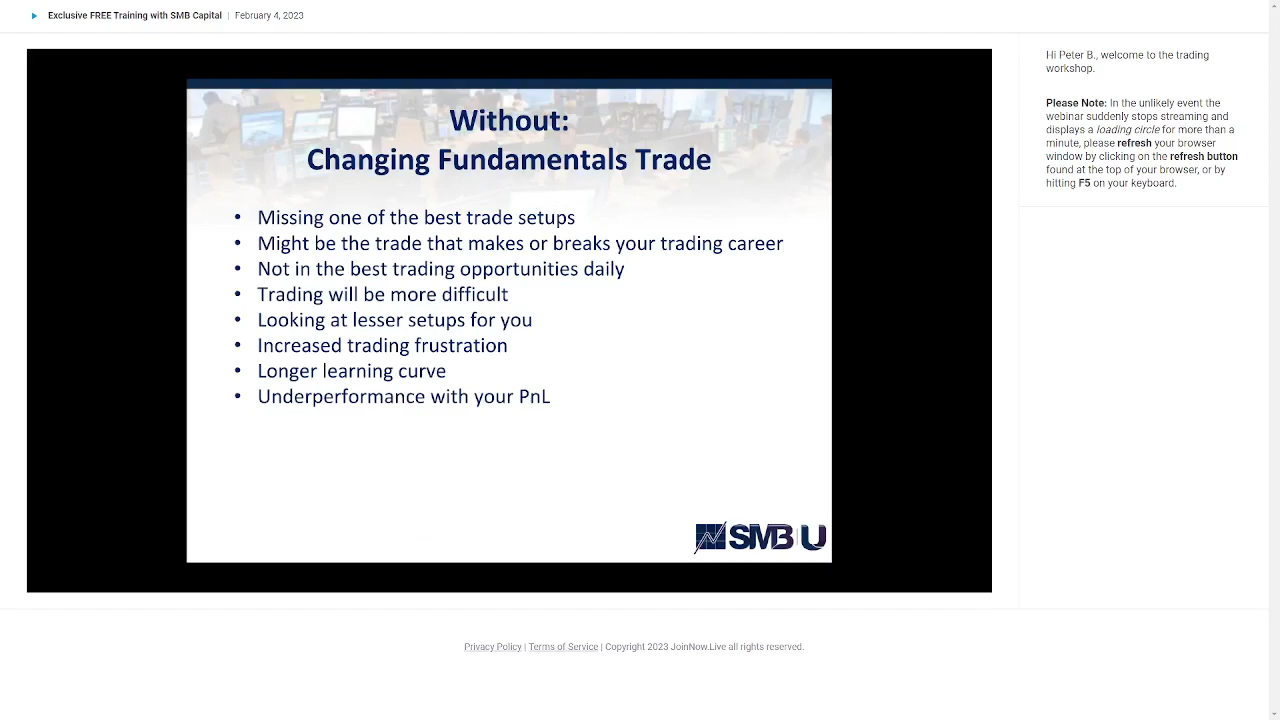 Exclusive FREE Training with SMB Capital | February 4, 2023
Without:
Changing Fundamentals Trade
• Missing one of the best trade setups
• Might be the trade that makes or breaks your trading career
• Not in the best trading opportunities daily
• Trading will be more difficult
• Looking at lesser setups for you
• Increased trading frustration
• Longer learning curve
• Underperformance with your PnL
SMB U
Hi Peter B., welcome to the trading
workshop.
Please Note: In the unlikely event the
webinar suddenly stops streaming and
displays a loading circle for more than a
minute, please refresh your browser
window by clicking on the refresh button
found at the top of your browser, or by
hitting F5 on your keyboard.
Privacy Policy | Terms of Service | Copyright 2023 JoinNow.Live all rights reserved.